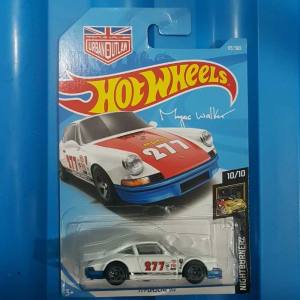 URBAN OUTLAW
HOT WHEELS
Magnus Walker
277
10/10
NIGHTBURNERZ
277